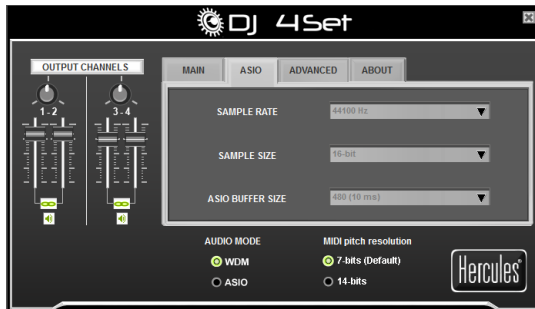 DJ 4Set
OUTPUT CHANNELS
1 - 2
3 - 4
MAIN
ASIO
ADVANCED
ABOUT
SAMPLE RATE
44100 Hz
SAMPLE SIZE
16-bit
ASIO BUFFER SIZE
480 (10 ms)
AUDIO MODE
WDM
ASIO
MIDI pitch resolution
7-bits (Default)
14-bits
Hercules®